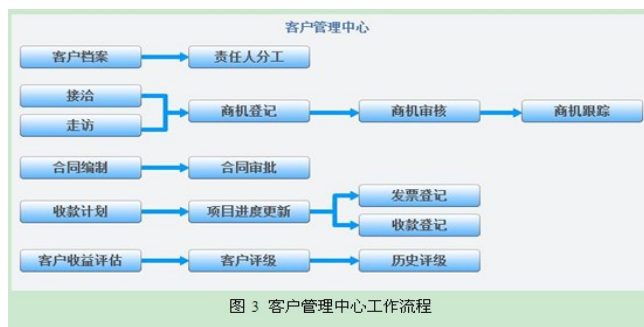 客户管理中心
客户档案
责任人分工
接洽
走访
商机登记
商机审核
商机跟踪
合同编制
合同审批
收款计划
项目进度更新
发票登记
收款登记
客户收益评估
客户评级
历史评级
图 3 客户管理中心工作流程